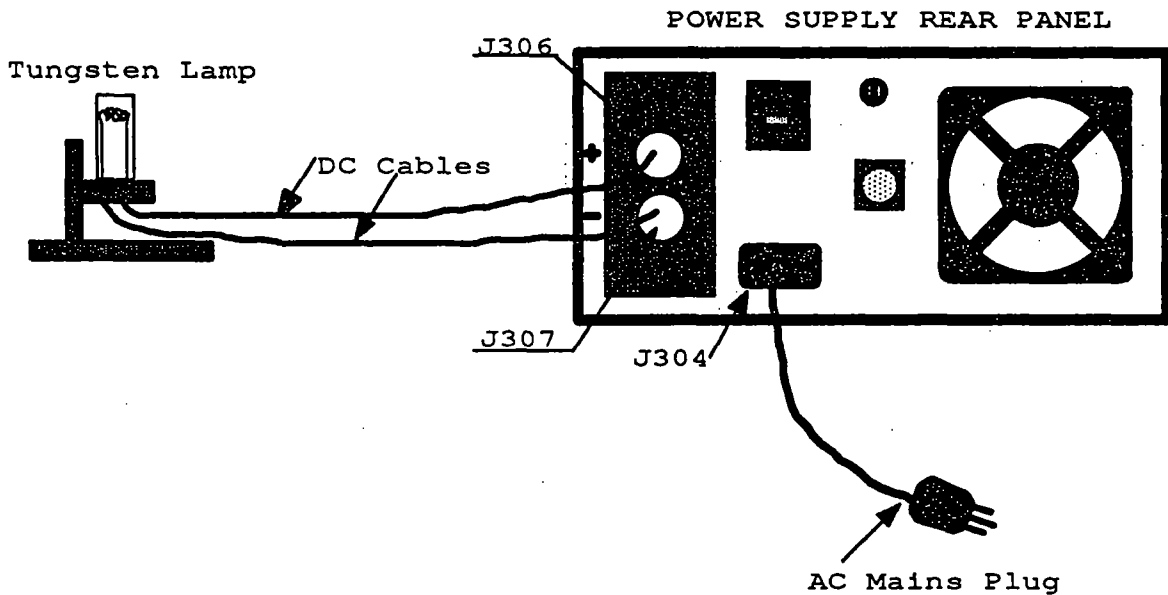 POWER SUPPLY REAR PANEL
J306
Tungsten Lamp
+
DC Cables
-
J307
J304
AC Mains Plug